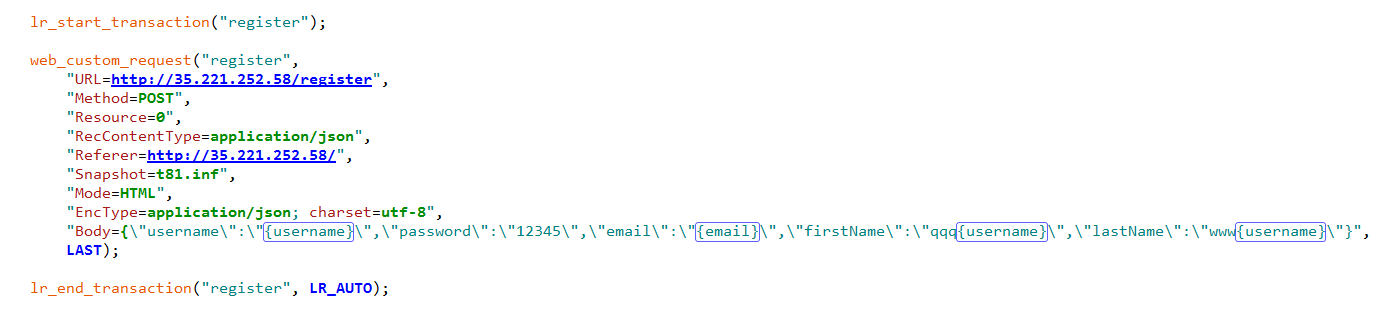 lr_start_transaction("register");
web_custom_request("register",
"URL=http://35.221.252.58/register",
"Method=POST",
"Resource=0",
"RecContentType=application/json",
"Referer=http://35.221.252.58/",
"Snapshot=t81.inf",
"Mode=HTML",
"EncType=application/json; charset=utf-8",
"Body={\"username\":\"{username}\",\"password\":\"12345\",\"email\":\"{email}\",\"firstName\":\"qqq{username}\",\"lastName\":\"www{username}\"}",
LAST);
lr_end_transaction("register", LR_AUTO);